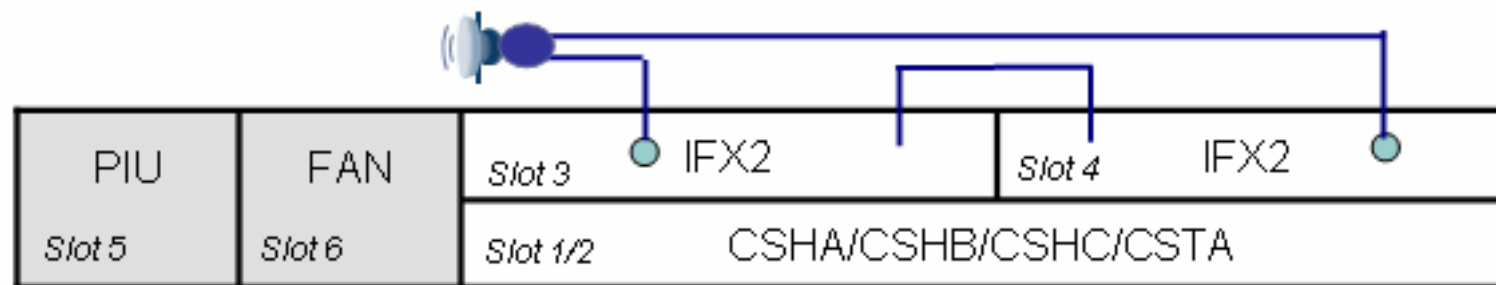 PIU
Slot 5
FAN
Slot 6
Slot 3 IFX2
Slot 4 IFX2
Slot 1/2 CSHA/CSHB/CSHC/CSTA